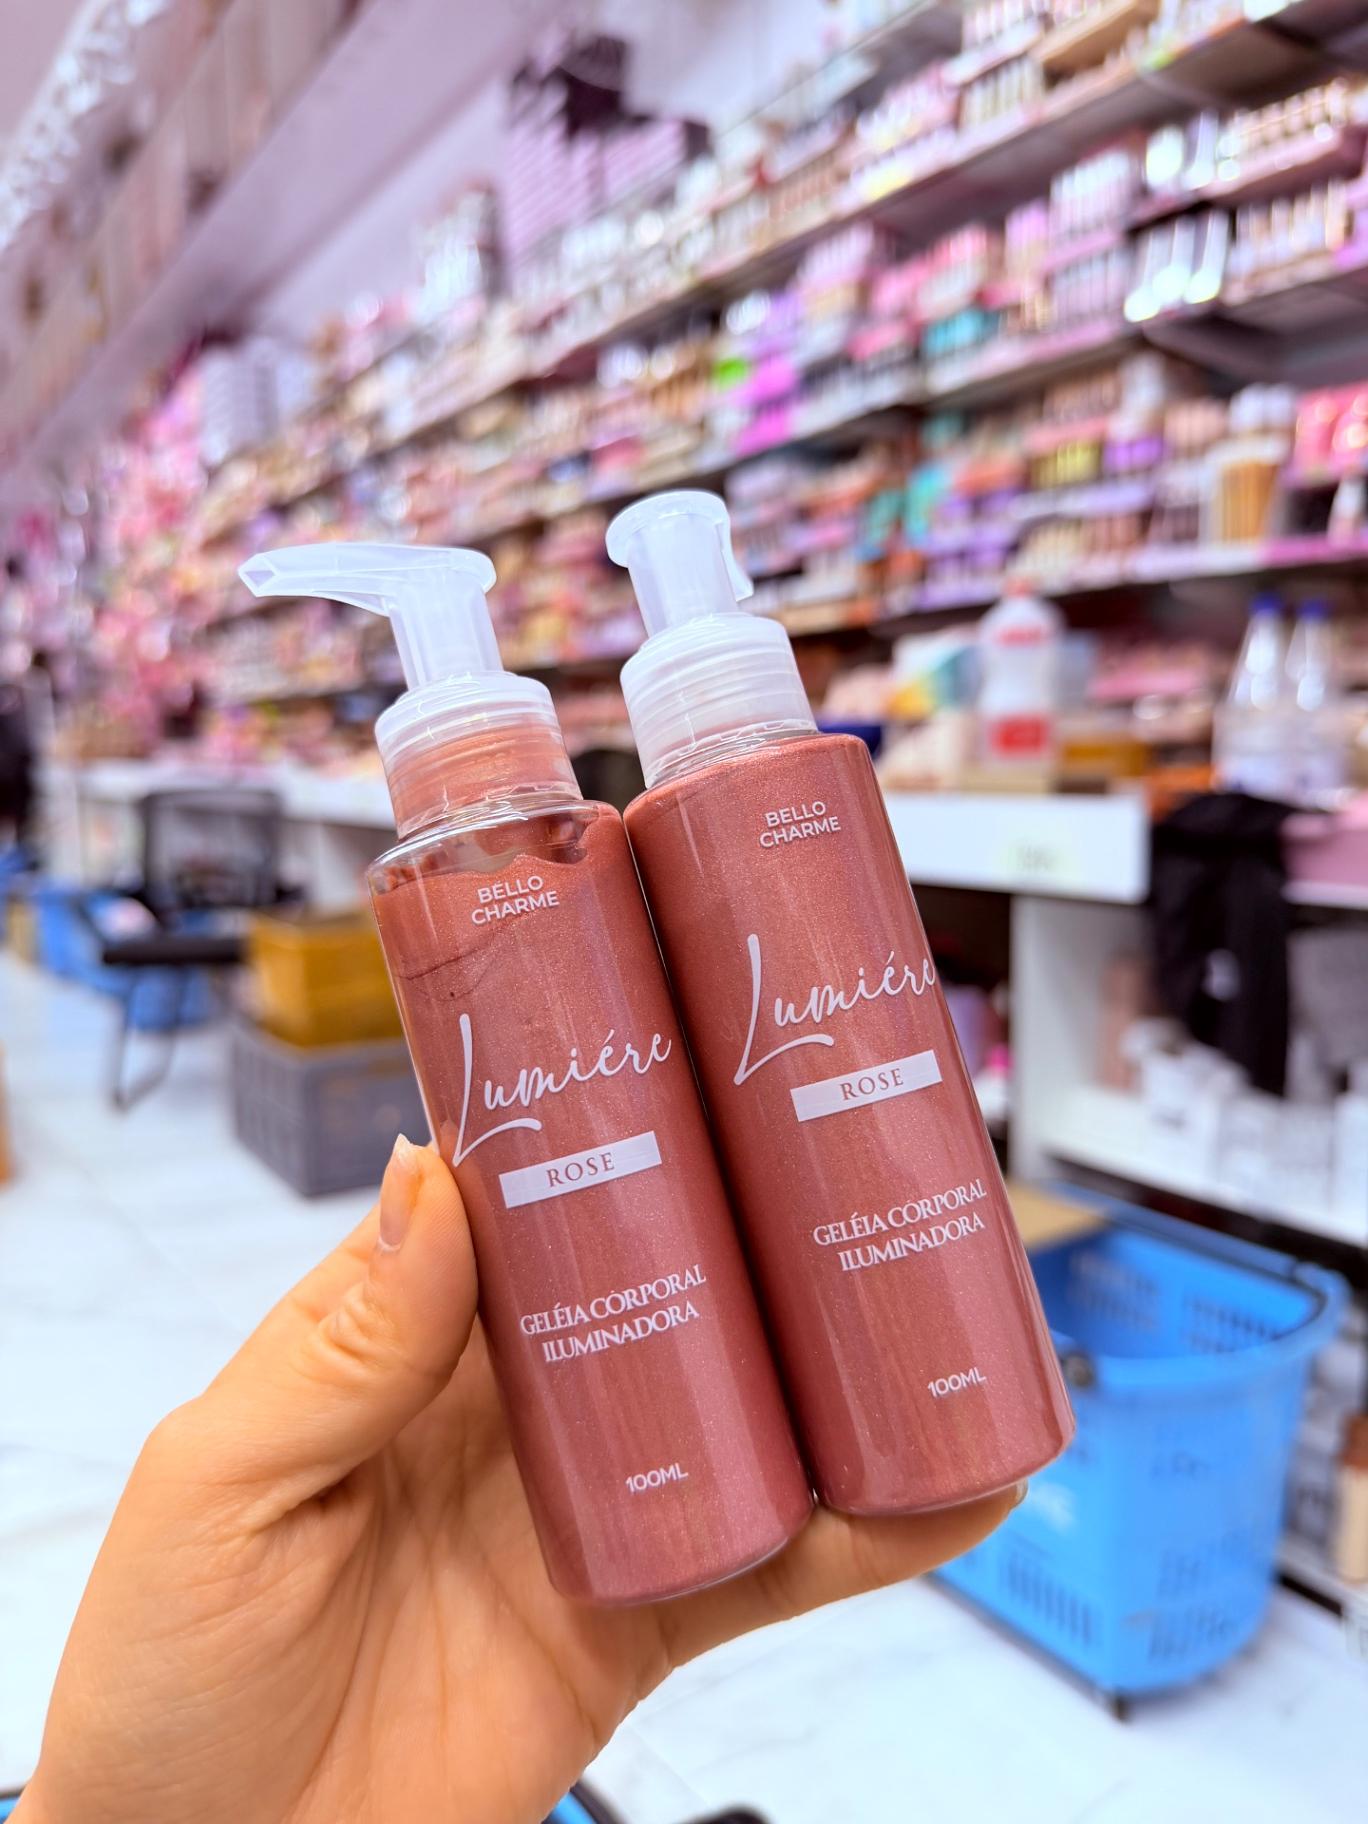 BELLO
CHARME
Lumiére
ROSE
GELÉIA CORPORAL
ILUMINADORA
100ML
BELLO
CHARME
Lumiére
ROSE
GELÉIA CORPORAL
ILUMINADORA
100ML